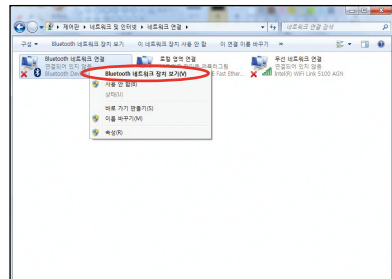 ▸ 제어판 ▸ 네트워크 및 인터넷 ▸ 네트워크 연결 ▸
네트워크 연결 검색
구성 Bluetooth 네트워크 장치 보기 이 네트워크 장치 사용 안 함 이 연결 이름 바꾸기 »
Bluetooth 네트워크 연결
연결되어 있지 않음
Bluetooth Dev
로컬 영역 연결
E Fast Ether...
무선 네트워크 연결
연결되어 있지 않음
Intel(R) WiFi Link 5100 AGN
Bluetooth 네트워크 장치 보기(V)
사용 안 함(B)
상태(U)
바로 가기 만들기(S)
이름 바꾸기(M)
속성(R)